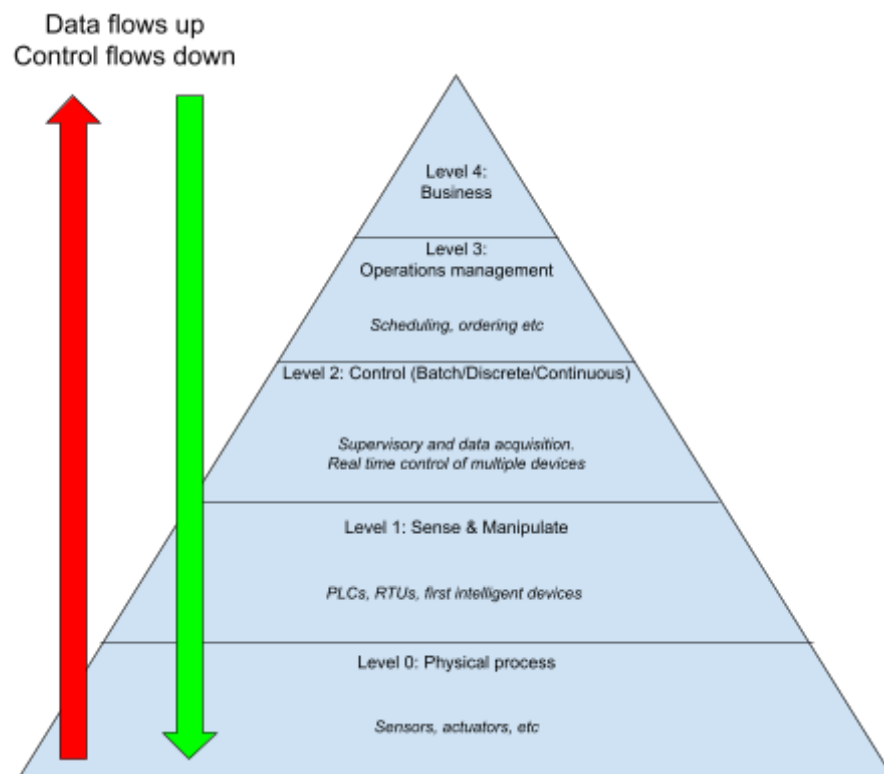 Data flows up
Control flows down
Level 4:
Business
Level 3:
Operations management
Scheduling, ordering etc
Level 2: Control (Batch/Discrete/Continuous)
Supervisory and data acquisition.
Real time control of multiple devices
Level 1: Sense & Manipulate
PLCs, RTUs, first intelligent devices
Level 0: Physical process
Sensors, actuators, etc